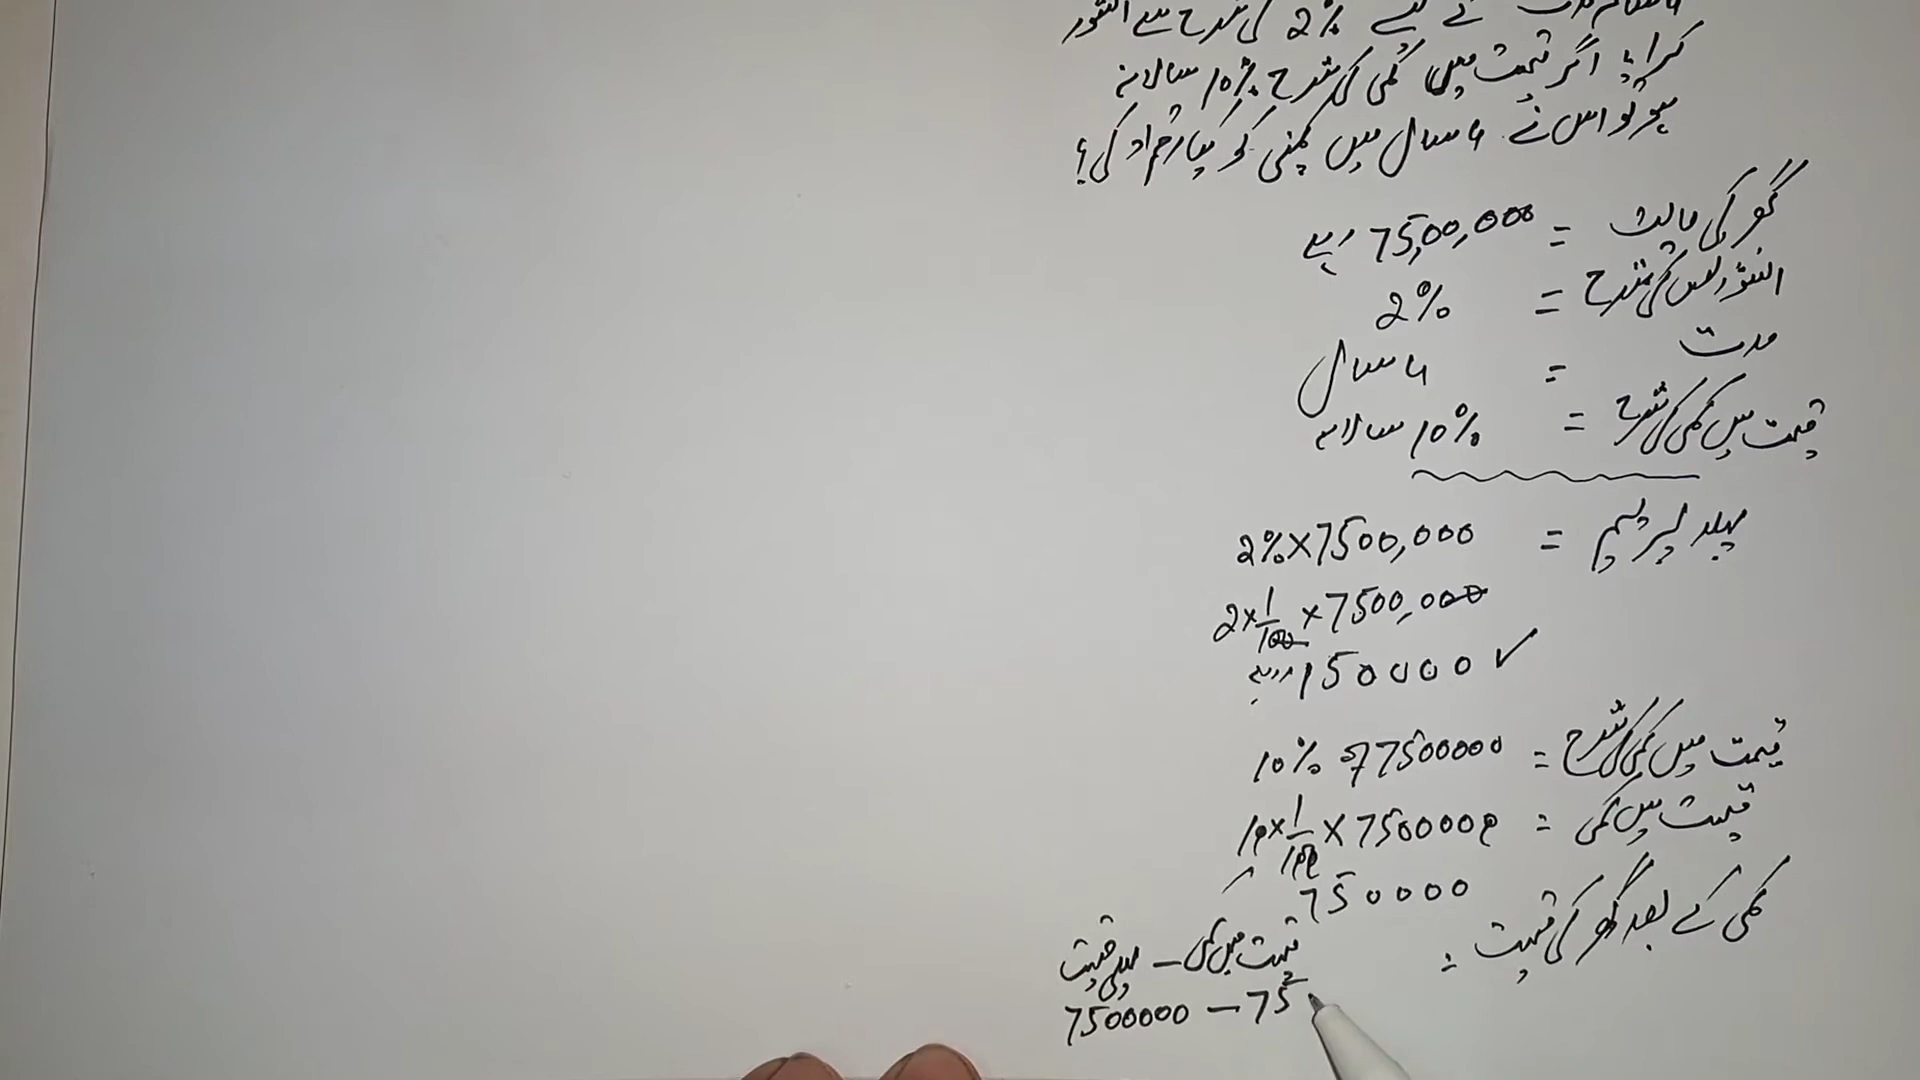 کے لیے 2% کی شرح سے انشور
کرایا اگر قیمت میں کمی کی شرح 10% سالانہ
ہو تو اس نے 4 سال میں کمپنی کو کیا رقم ادا کی؟
گھر کی مالیت = 75,00,000 روپے
انشورنس کی شرح = 2%
مدت = 4 سال
قیمت میں کمی کی شرح = 10% سالانہ
پہلا پریمیم = 2%×7500,000
2×1/100×7500,000
150000 روپے ✓
قیمت میں کمی کی شرح = 10% of 7500000
قیمت میں کمی = 10×1/100×7500000
750000
کمی کے بعد گھر کی قیمت =
پہلی قیمت – قیمت میں کمی
7500000 – 75